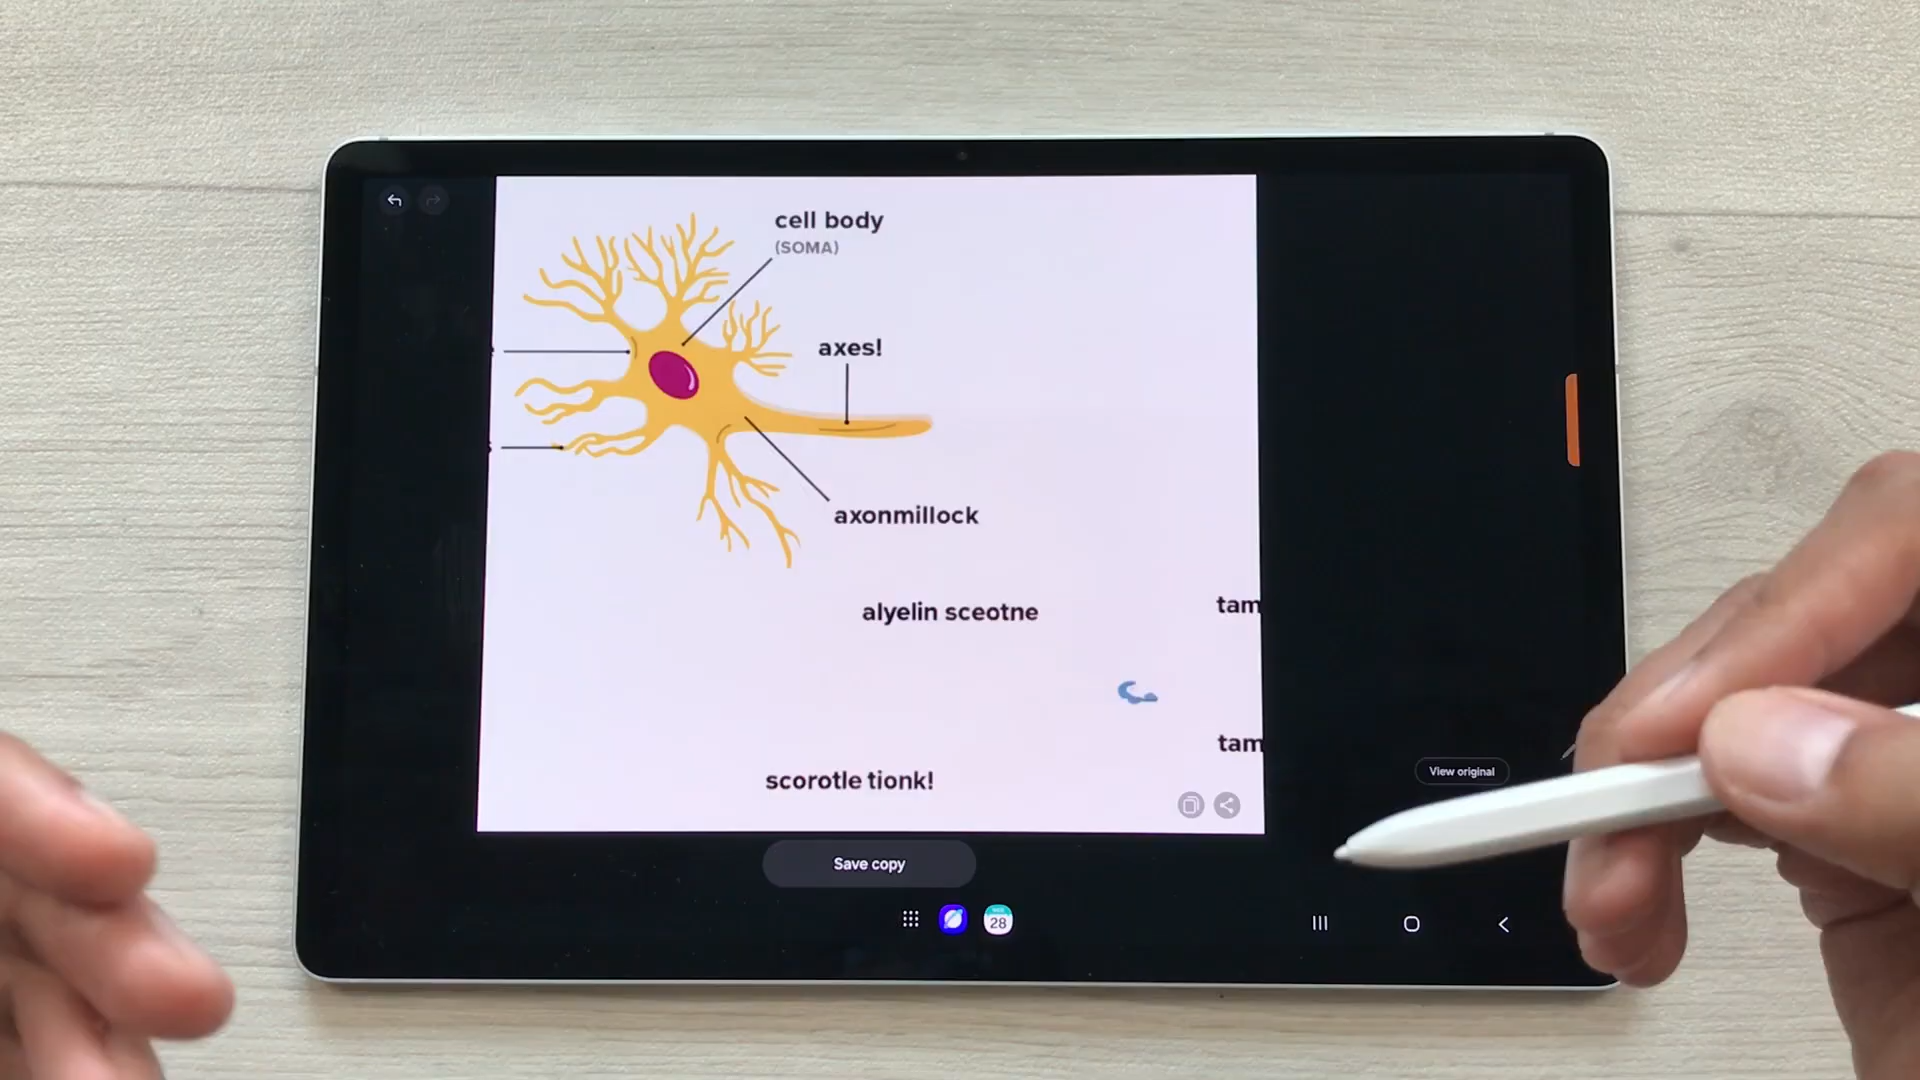 cell body
(SOMA)
axes!
axonmillock
alyelin sceotne
tam
tam
View original
scorotle tionk!
Save copy
28